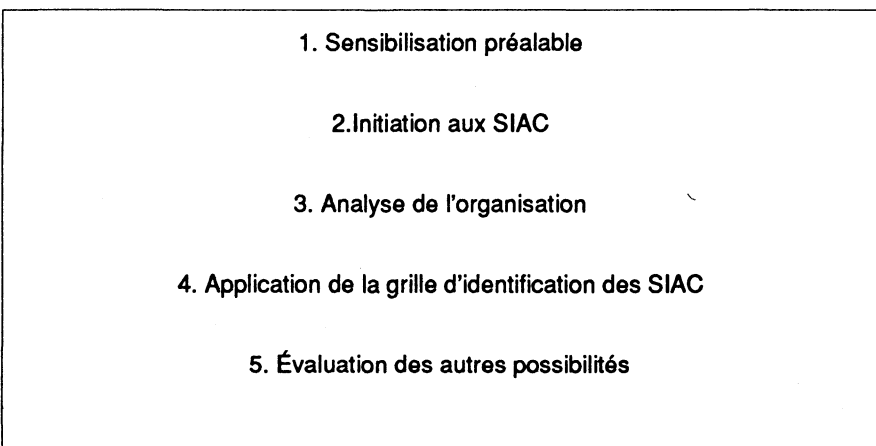 1. Sensibilisation préalable
2.Initiation aux SIAC
3. Analyse de l'organisation
4. Application de la grille d'identification des SIAC
5. Évaluation des autres possibilités